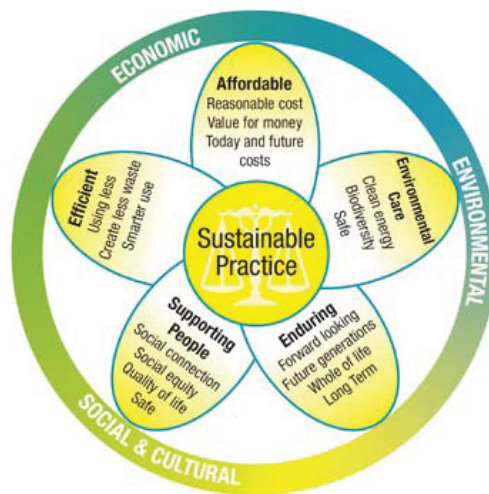 ECONOMIC
ENVIRONMENTAL
SOCIAL & CULTURAL
Affordable
Reasonable cost
Value for money
Today and future
costs
Environmental
Care
Clean energy
Biodiversity
Safe
Enduring
Forward looking
Future generations
Whole of life
Long Term
Supporting
People
Social connection
Social equity
Quality of life
Safe
Efficient
Using less
Create less waste
Smarter use
Sustainable
Practice